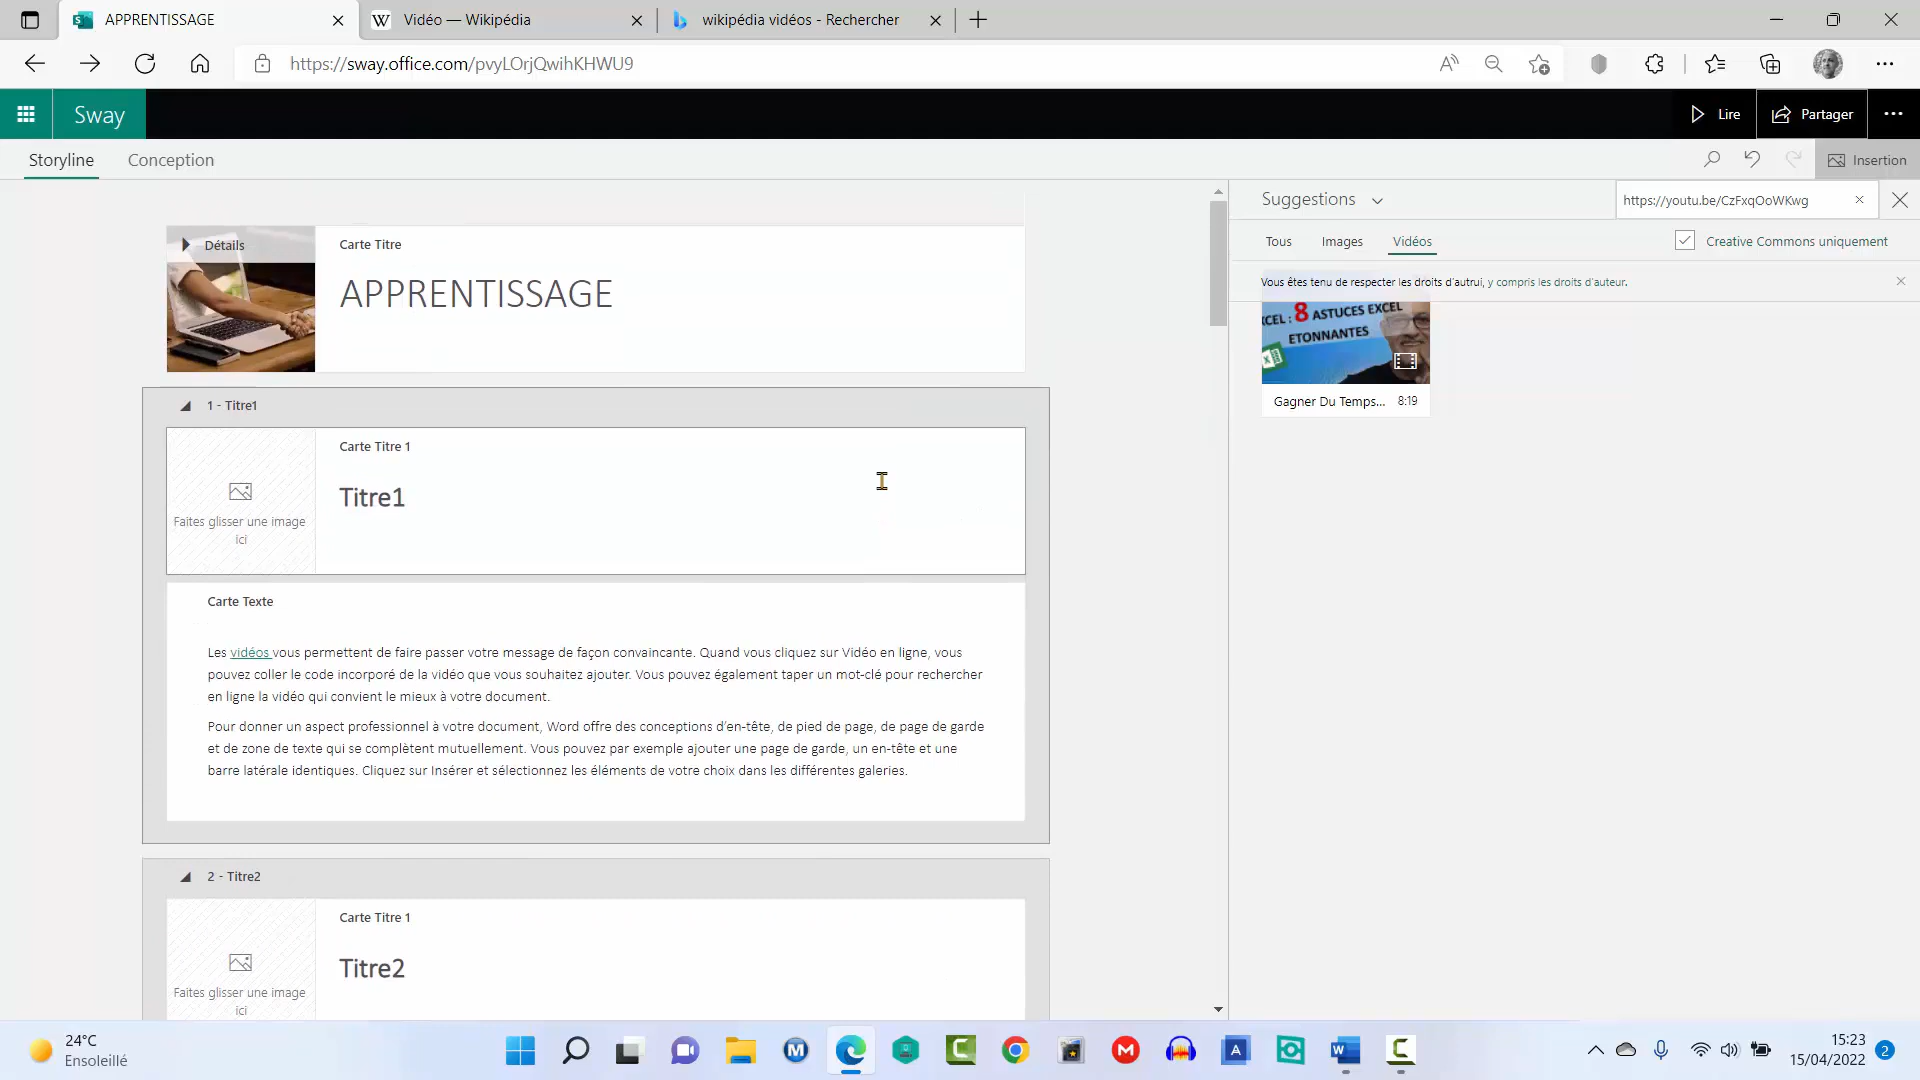 APPRENTISSAGE
Vidéo — Wikipédia
wikipédia vidéos - Rechercher
https://sway.office.com/pvyLOrjQwihKHWU9
Sway
Lire
Partager
Storyline
Conception
Insertion
Détails
Carte Titre
APPRENTISSAGE
1 - Titre1
Carte Titre 1
Titre1
Faites glisser une image
ici
Carte Texte
Les vidéos vous permettent de faire passer votre message de façon convaincante. Quand vous cliquez sur Vidéo en ligne, vous
pouvez coller le code incorporé de la vidéo que vous souhaitez ajouter. Vous pouvez également taper un mot-clé pour rechercher
en ligne la vidéo qui convient le mieux à votre document.
Pour donner un aspect professionnel à votre document, Word offre des conceptions d'en-tête, de pied de page, de page de garde
et de zone de texte qui se complètent mutuellement. Vous pouvez par exemple ajouter une page de garde, un en-tête et une
barre latérale identiques. Cliquez sur Insérer et sélectionnez les éléments de votre choix dans les différentes galeries.
2 - Titre2
Carte Titre 1
Titre2
Faites glisser une image
ici
Suggestions
https://youtu.be/CzFxqOoWKwg
Tous
Images
Vidéos
Creative Commons uniquement
Vous êtes tenu de respecter les droits d'autrui, y compris les droits d'auteur.
XCEL : 8 ASTUCES EXCEL
ETONNANTES
Gagner Du Temps...
8:19
24°C
Ensoleillé
15:23
15/04/2022
2